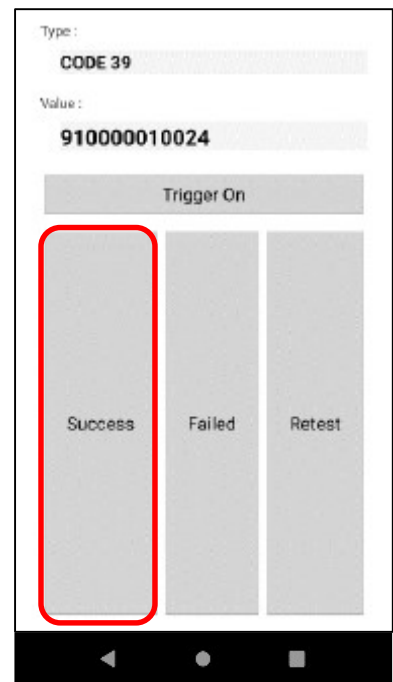 Type :
CODE 39
Value :
910000010024
Trigger On
Success Failed Retest